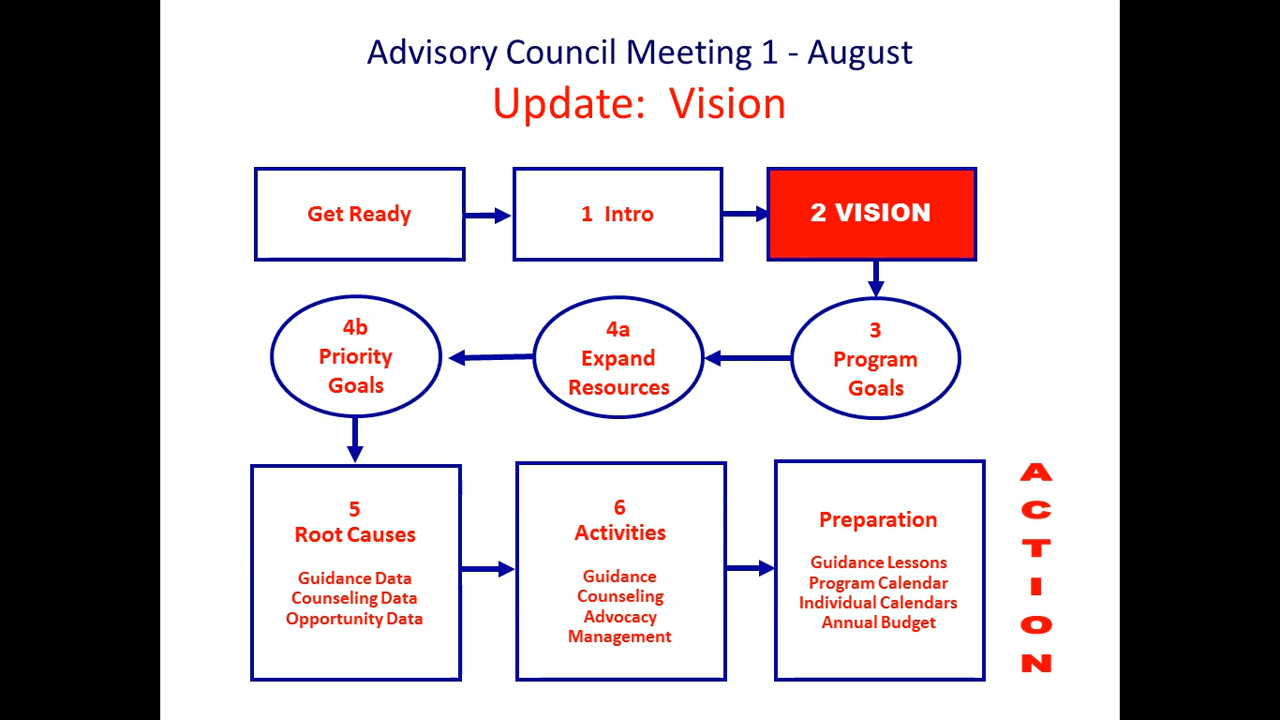 Advisory Council Meeting 1 - August
Update: Vision
Get Ready
1 Intro
2 VISION
4b
Priority
Goals
4a
Expand
Resources
3
Program
Goals
5
Root Causes
Guidance Data
Counseling Data
Opportunity Data
6
Activities
Guidance
Counseling
Advocacy
Management
Preparation
Guidance Lessons
Program Calendar
Individual Calendars
Annual Budget
A
C
T
I
O
N